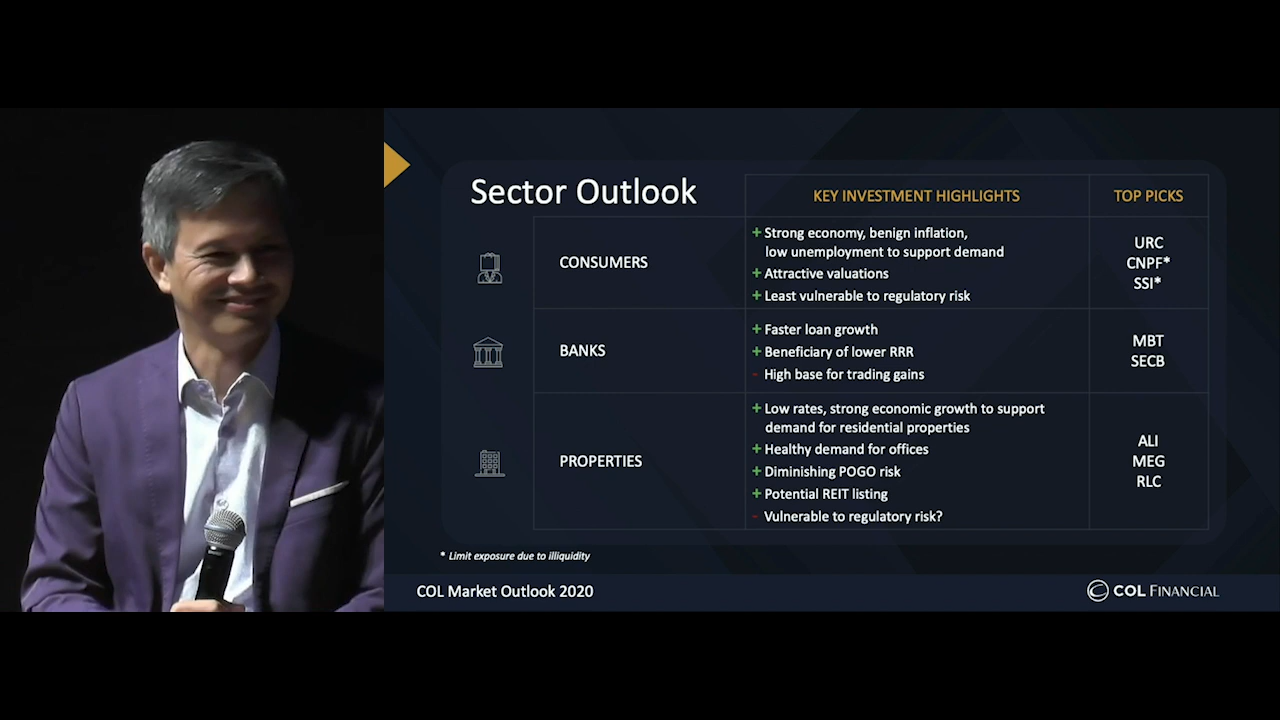 Sector Outlook
KEY INVESTMENT HIGHLIGHTS
TOP PICKS
CONSUMERS
+ Strong economy, benign inflation,
low unemployment to support demand
+ Attractive valuations
+ Least vulnerable to regulatory risk
URC
CNPF*
SSI*
BANKS
+ Faster loan growth
+ Beneficiary of lower RRR
- High base for trading gains
MBT
SECB
PROPERTIES
+ Low rates, strong economic growth to support
demand for residential properties
+ Healthy demand for offices
+ Diminishing POGO risk
+ Potential REIT listing
- Vulnerable to regulatory risk?
ALI
MEG
RLC
* Limit exposure due to illiquidity
COL Market Outlook 2020
COL FINANCIAL